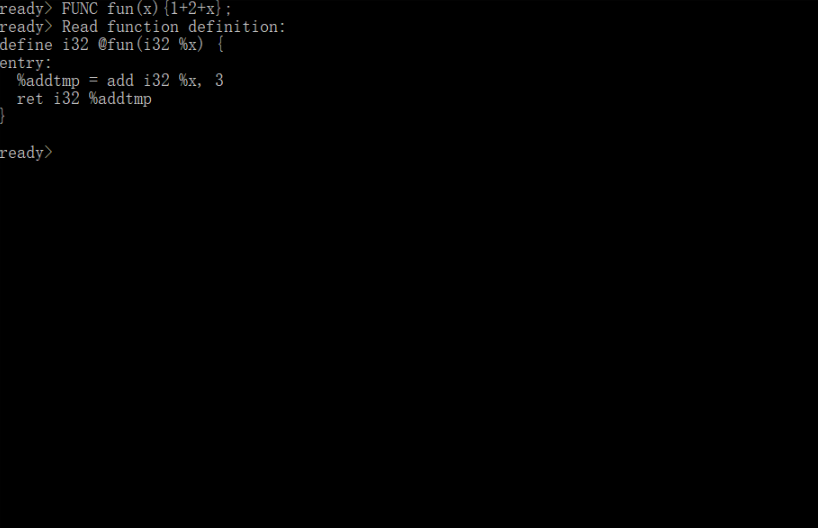 ready> FUNC fun(x){1+2+x};
ready> Read function definition:
define i32 @fun(i32 %x) {
entry:
  %addtmp = add i32 %x, 3
  ret i32 %addtmp
}
ready>